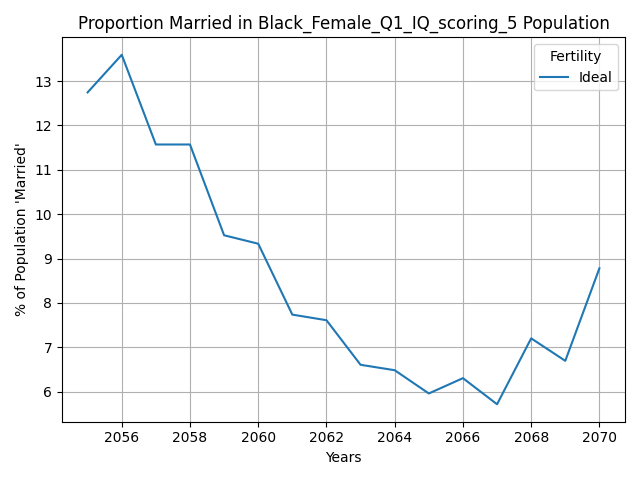 Proportion Married in Black_Female_Q1_IQ_scoring_5 Population
Fertility
Ideal
% of Population 'Married'
13
12
11
10
9
8
7
6
2056 2058 2060 2062 2064 2066 2068 2070
Years